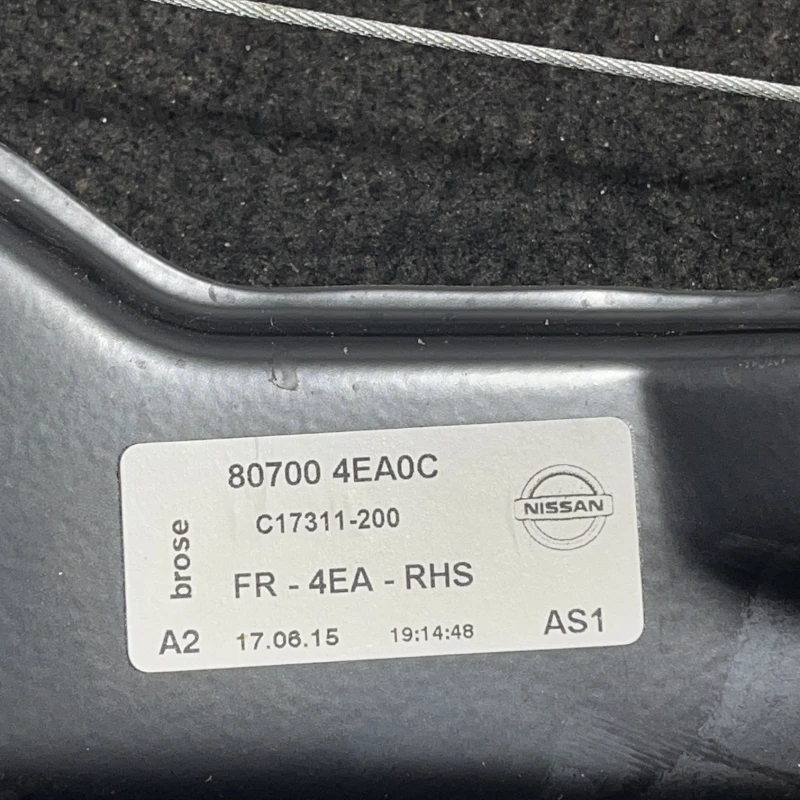 80700 4EA0C
C17311-200
NISSAN
brose
FR - 4EA - RHS
A2 17.06.15 19:14:48 AS1